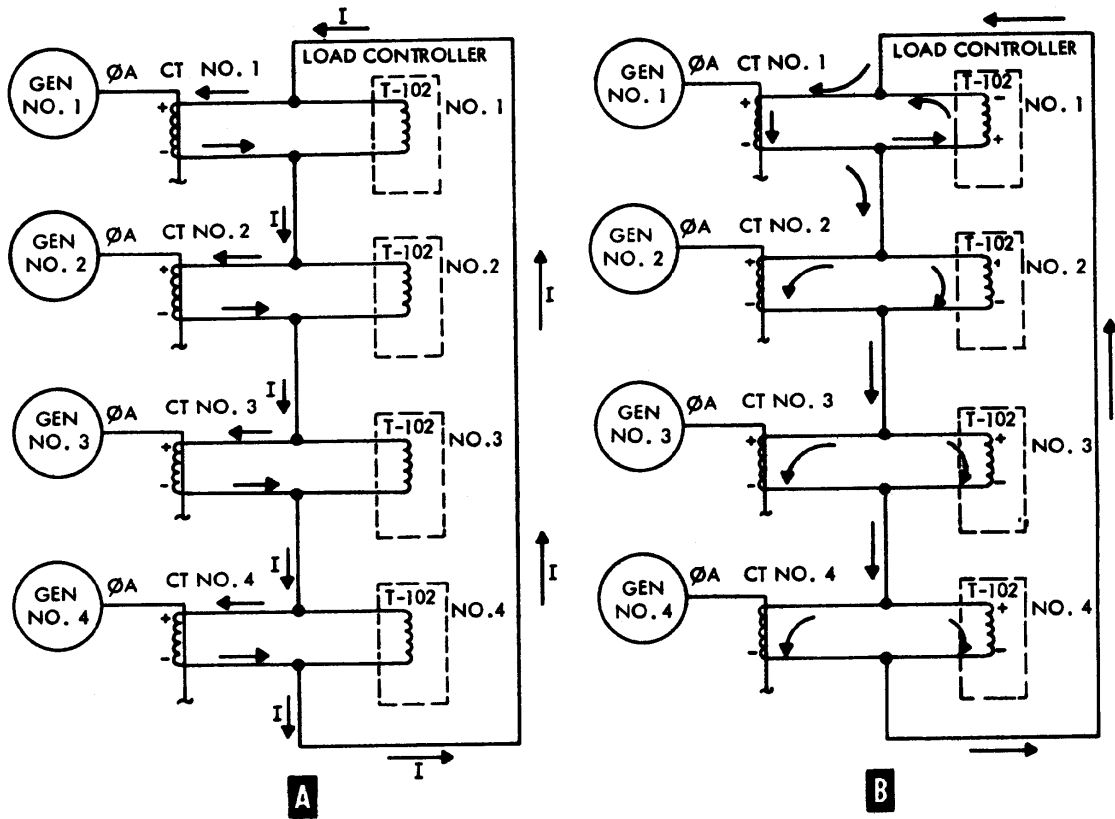 I
LOAD CONTROLLER
GEN NO. 1
ØA CT NO. 1
T-102
NO. 1
+
-
I
GEN NO. 2
ØA CT NO. 2
T-102
NO.2
+
-
I
I
GEN NO. 3
ØA CT NO. 3
T-102
NO.3
+
-
I
I
GEN NO. 4
ØA CT NO. 4
T-102
NO.4
+
-
I
I
A
LOAD CONTROLLER
GEN NO. 1
ØA CT NO. 1
T-102
NO. 1
+
-
-
+
GEN NO. 2
ØA CT NO. 2
T-102
NO. 2
+
-
-
GEN NO. 3
ØA CT NO. 3
T-102
NO. 3
+
-
+
-
GEN NO. 4
ØA CT NO. 4
T-102
NO. 4
+
-
+
-
B